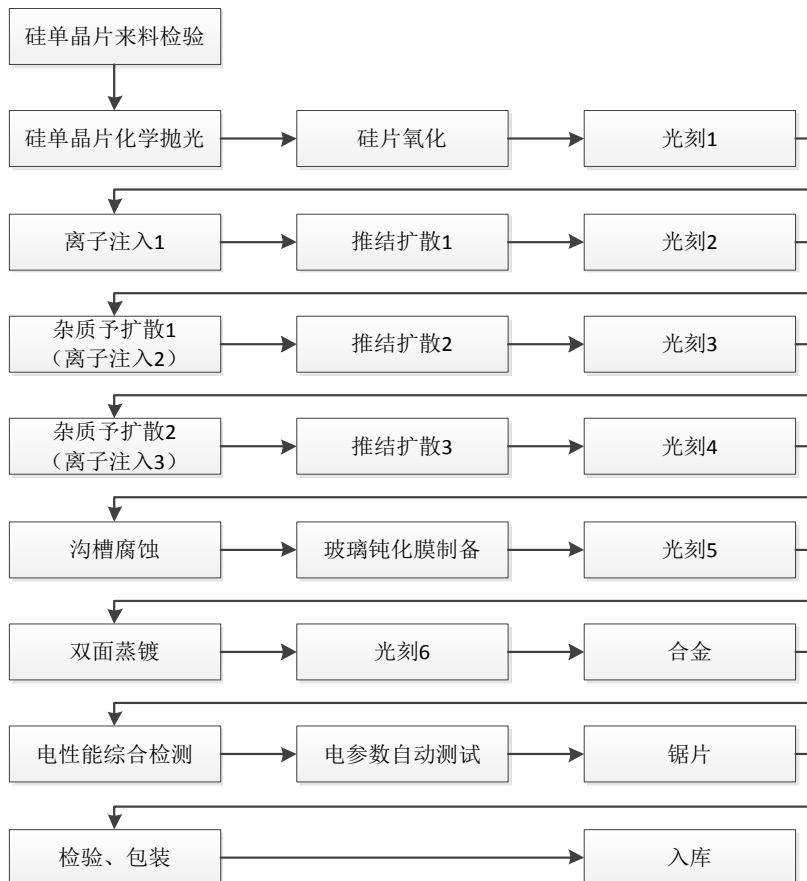 硅单晶片来料检验
硅单晶片化学抛光
硅片氧化
光刻1
离子注入1
推结扩散1
光刻2
杂质予扩散1
（离子注入2）
推结扩散2
光刻3
杂质予扩散2
（离子注入3）
推结扩散3
光刻4
沟槽腐蚀
玻璃钝化膜制备
光刻5
双面蒸镀
光刻6
合金
电性能综合检测
电参数自动测试
锯片
检验、包装
入库